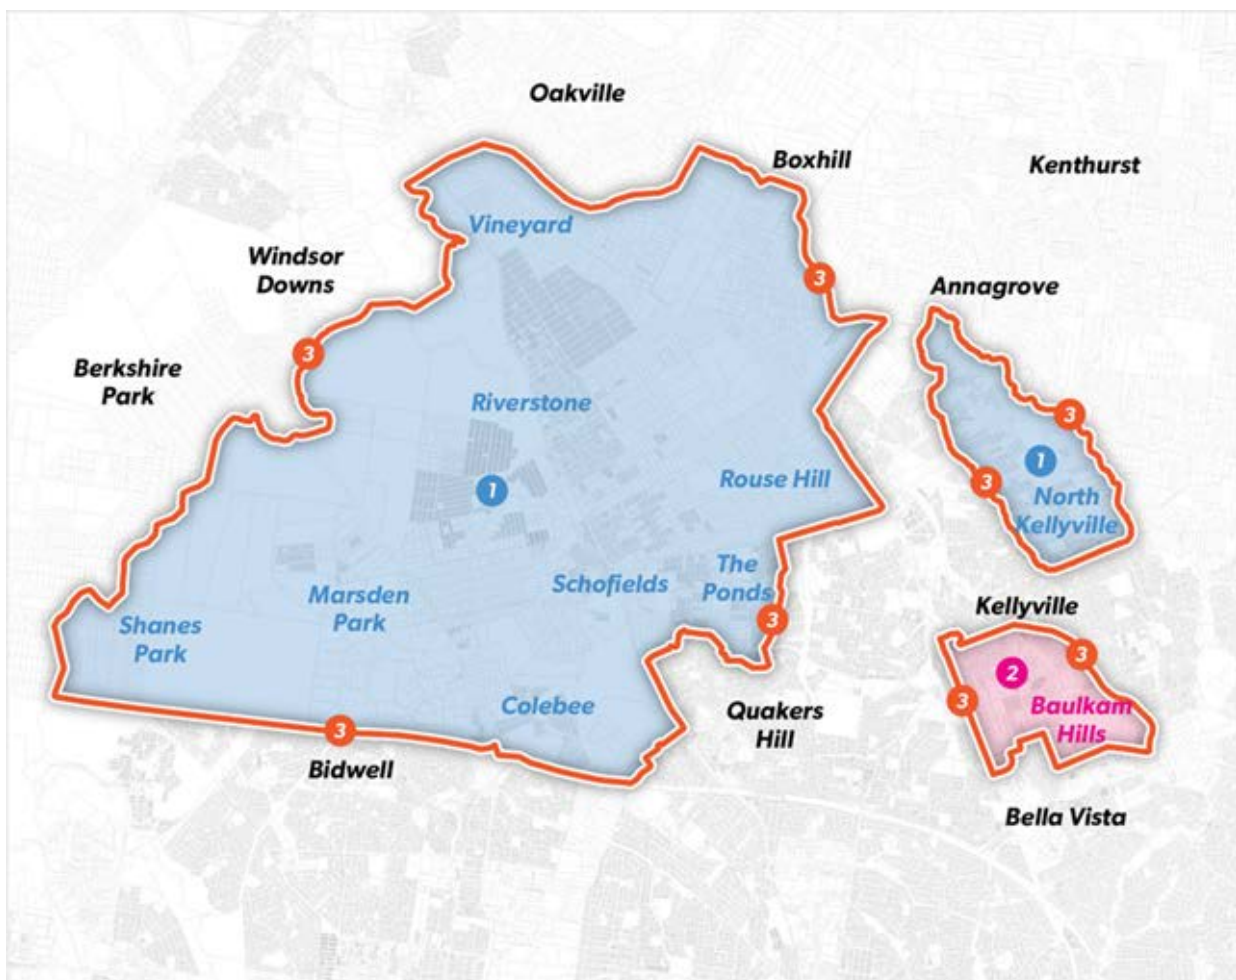 Oakville
Boxhill
Kenthurst
Vineyard
Windsor
Downs
3
Annagrove
3
Berkshire
Park
Riverstone
3
1
3
1
Rouse Hill
North
Kellyville
The
Ponds
Schofields
Marsden
Park
Shanes
Park
3
Kellyville
3
2
3
Baulkam
Hills
Colebee
Quakers
Hill
3
Bidwell
Bella Vista